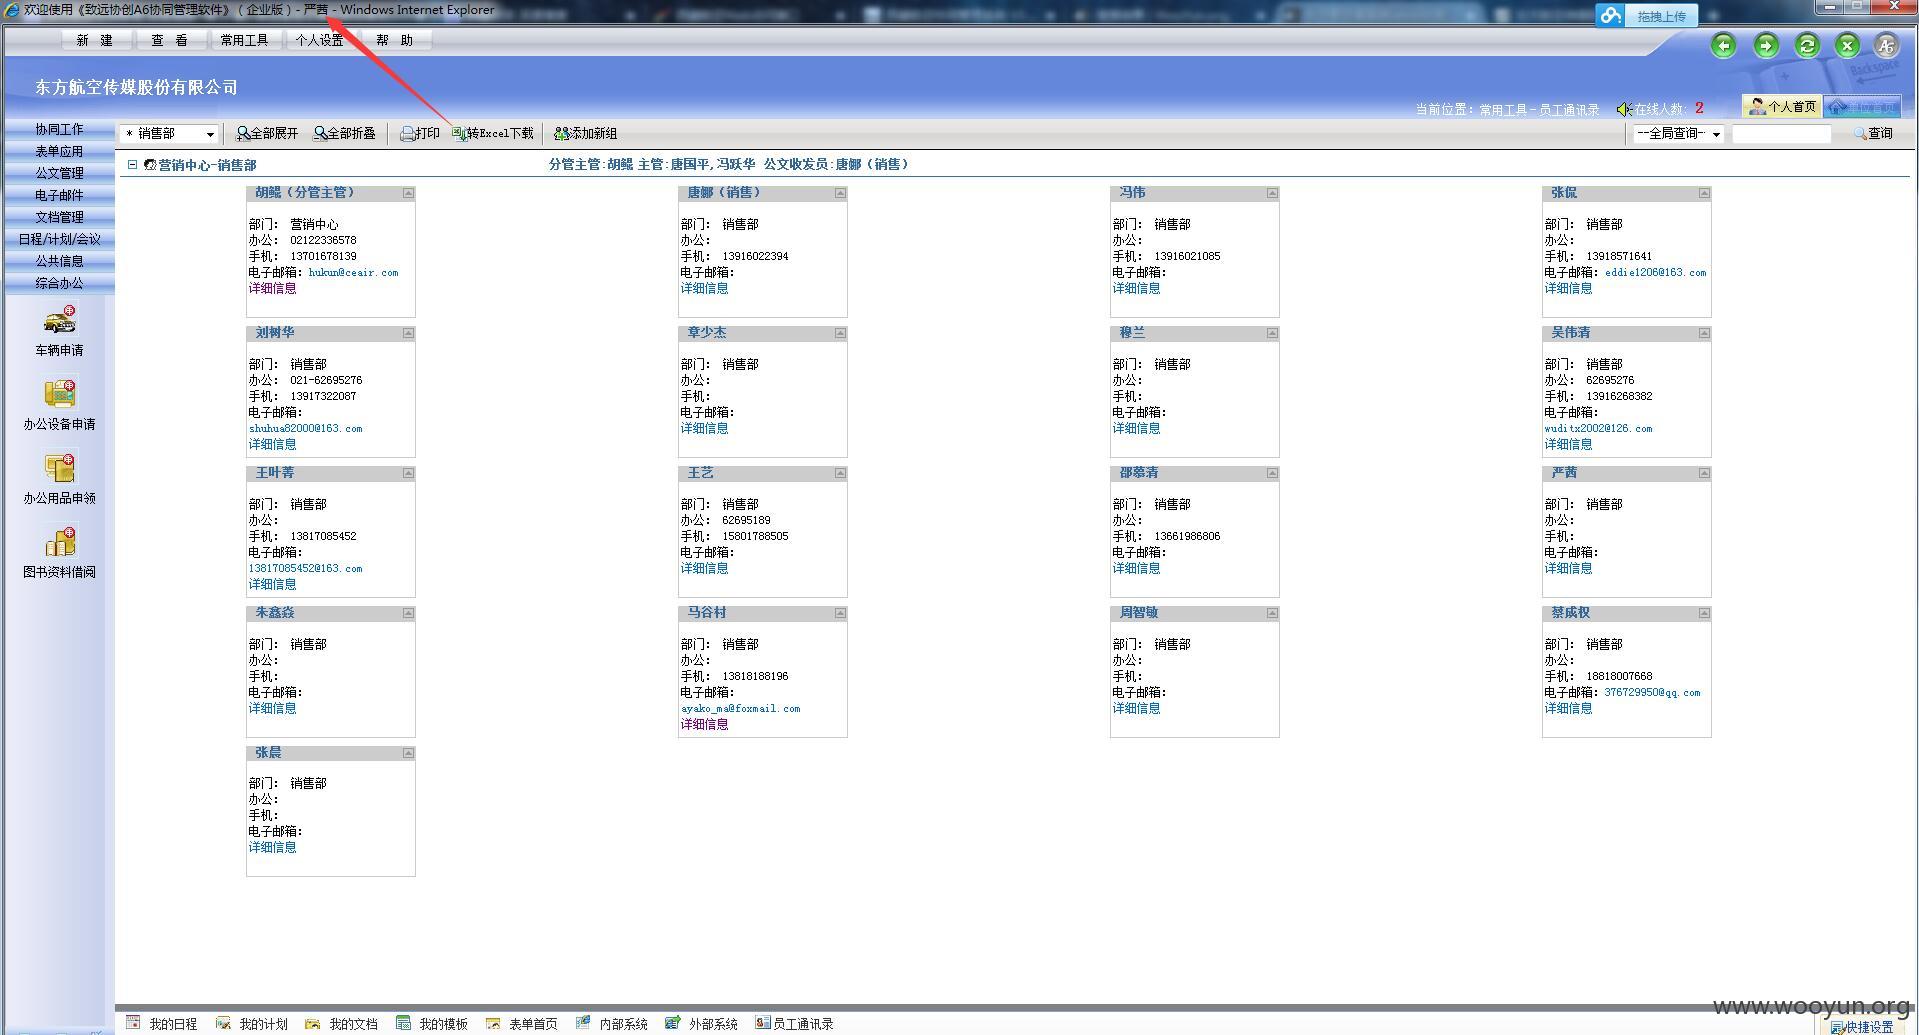 欢迎使用《致远协创A6协同管理软件》（企业版）- 严茜 - Windows Internet Explorer
拖拽上传
新 建 查 看 常用工具 个人设置 帮 助
东方航空传媒股份有限公司
当前位置：常用工具 - 员工通讯录 在线人数：2 个人首页 单位首页
Backspace
* 销售部 全部展开 全部折叠 打印 转Excel下载 添加新组 --全局查询-- 查询
协同工作
表单应用
公文管理
电子邮件
文档管理
日程/计划/会议
公共信息
综合办公
车辆申请
办公设备申请
办公用品申领
图书资料借阅
营销中心-销售部 分管主管:胡鲲 主管:唐国平,冯跃华 公文收发员:唐娜（销售）
胡鲲（分管主管）
部门： 营销中心
办公： 02122336578
手机： 13701678139
电子邮箱：hukun@ceair.com
详细信息
唐娜（销售）
部门： 销售部
办公：
手机： 13916022394
电子邮箱：
详细信息
冯伟
部门： 销售部
办公：
手机： 13916021085
电子邮箱：
详细信息
张侃
部门： 销售部
办公：
手机： 13918571641
电子邮箱：eddie1206@163.com
详细信息
刘树华
部门： 销售部
办公： 021-62695276
手机： 13917322087
电子邮箱：
shuhua82000@163.com
详细信息
章少杰
部门： 销售部
办公：
手机：
电子邮箱：
详细信息
穆兰
部门： 销售部
办公：
手机：
电子邮箱：
详细信息
吴伟清
部门： 销售部
办公： 62695276
手机： 13916268382
电子邮箱：
wuditx2002@126.com
详细信息
王叶菁
部门： 销售部
办公：
手机： 13817085452
电子邮箱：
13817085452@163.com
详细信息
王艺
部门： 销售部
办公： 62695189
手机： 15801788505
电子邮箱：
详细信息
邵慕清
部门： 销售部
办公：
手机： 13661986806
电子邮箱：
详细信息
严茜
部门： 销售部
办公：
手机：
电子邮箱：
详细信息
朱鑫焱
部门： 销售部
办公：
手机：
电子邮箱：
详细信息
马谷村
部门： 销售部
办公：
手机： 13818188196
电子邮箱：
ayako_ma@foxmail.com
详细信息
周智敏
部门： 销售部
办公：
手机：
电子邮箱：
详细信息
蔡成权
部门： 销售部
办公：
手机： 18818007668
电子邮箱：376729950@qq.com
详细信息
张晨
部门： 销售部
办公：
手机：
电子邮箱：
详细信息
www.wooyun.org
我的日程 我的计划 我的文档 我的模板 表单首页 内部系统 外部系统 员工通讯录 快捷设置